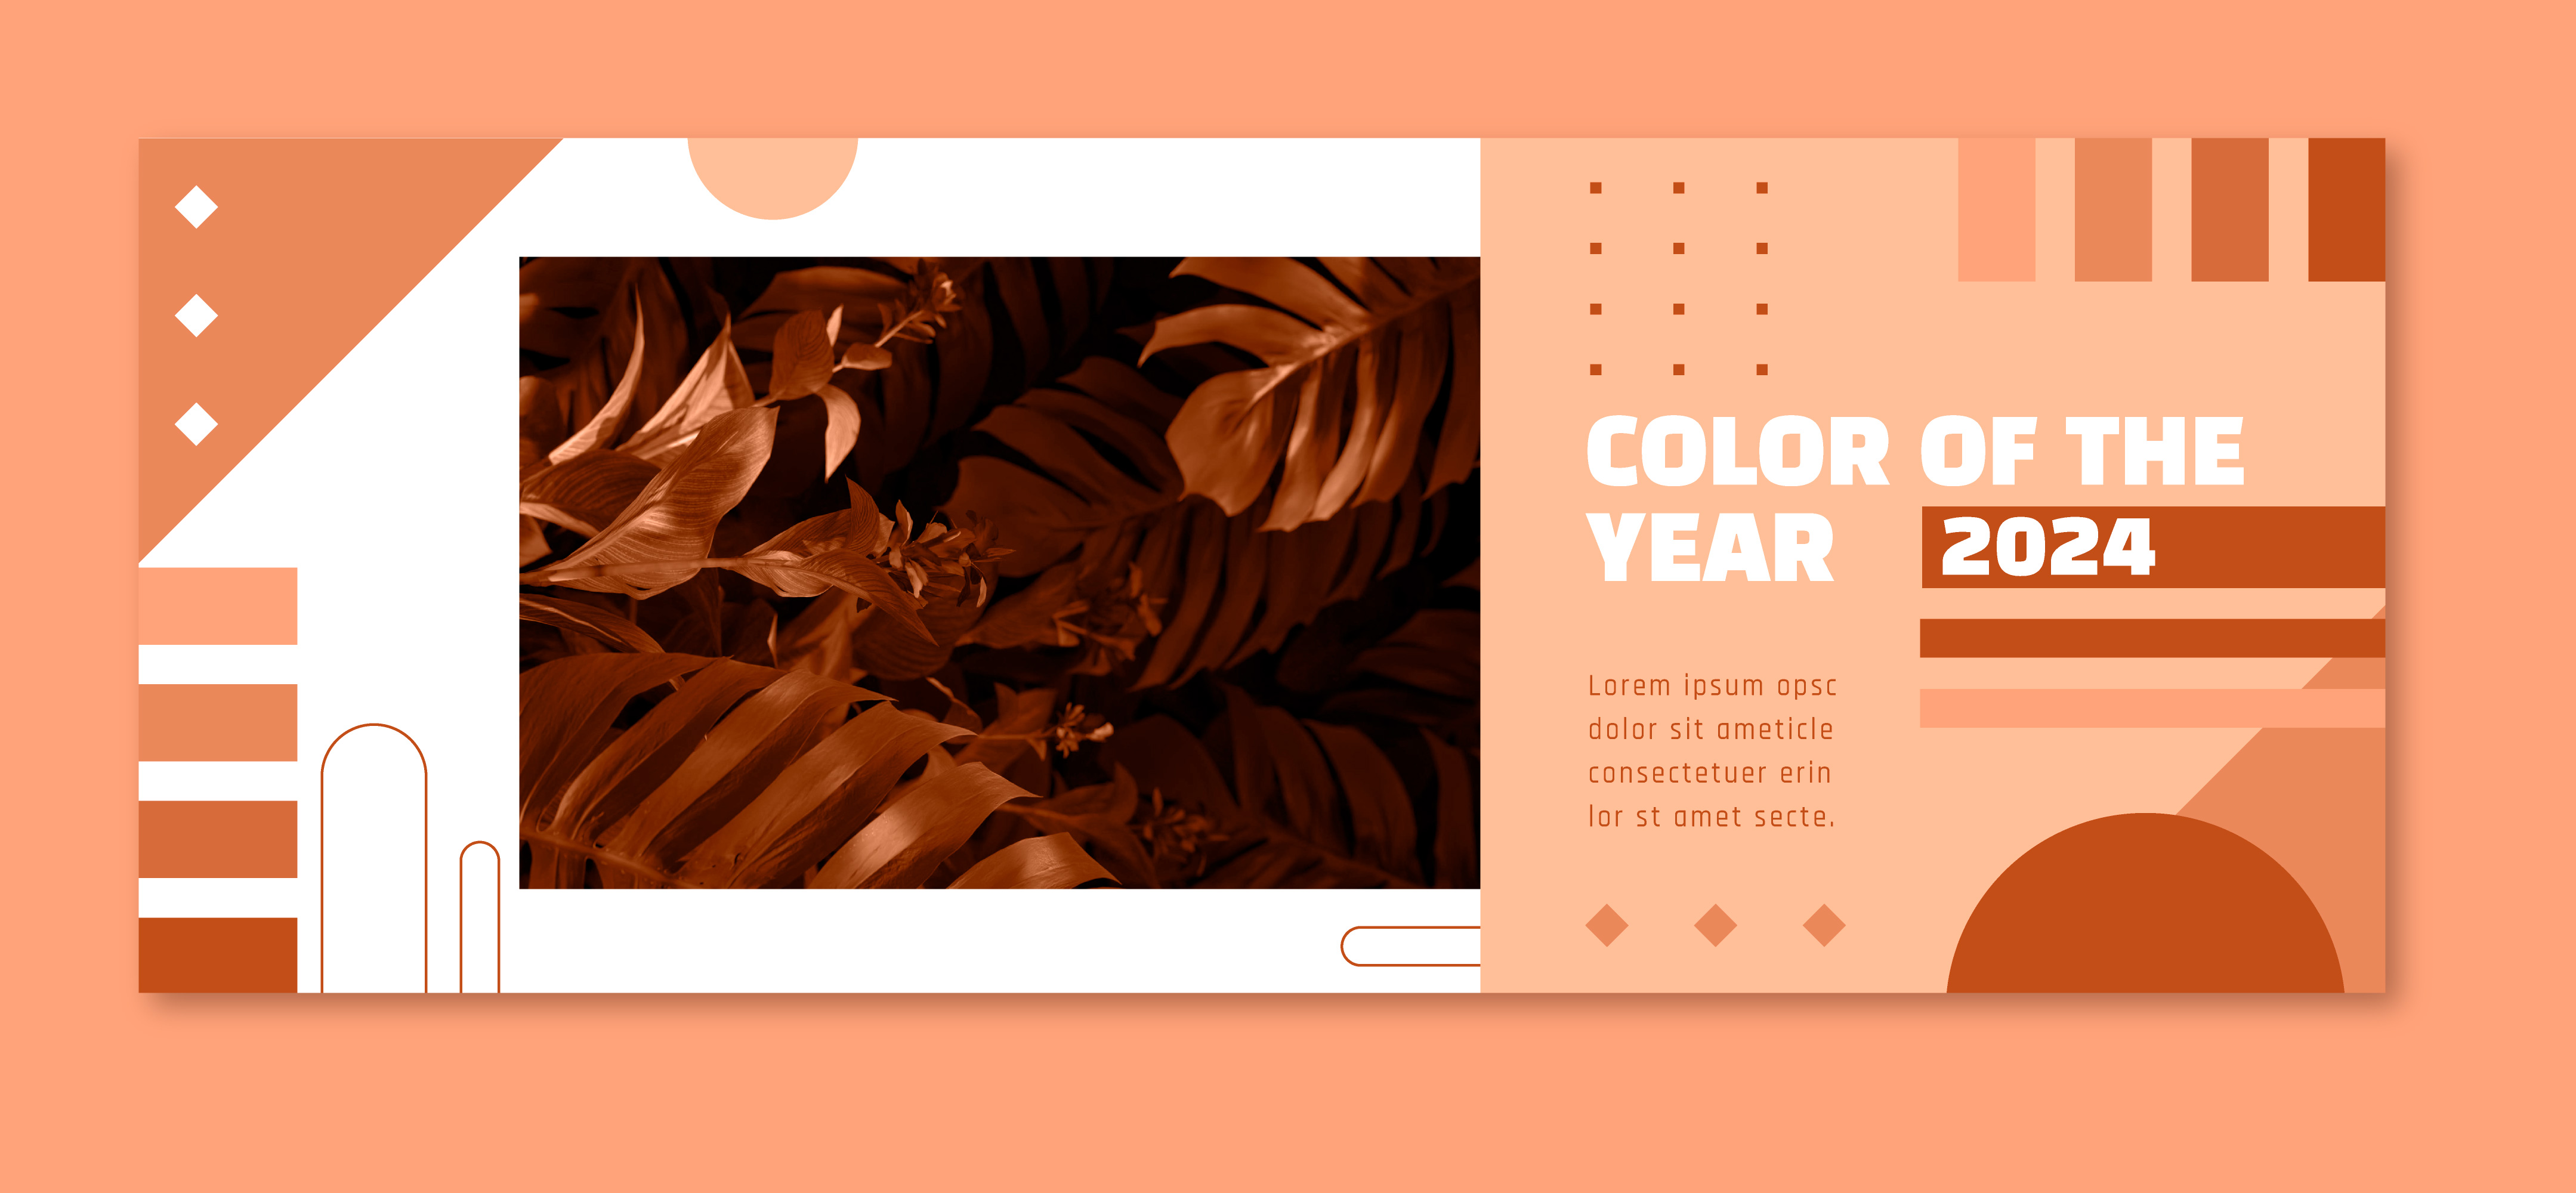 COLOR OF THE
YEAR 2024
Lorem ipsum opsc
dolor sit ameticle
consectetuer erin
lor st amet secte.